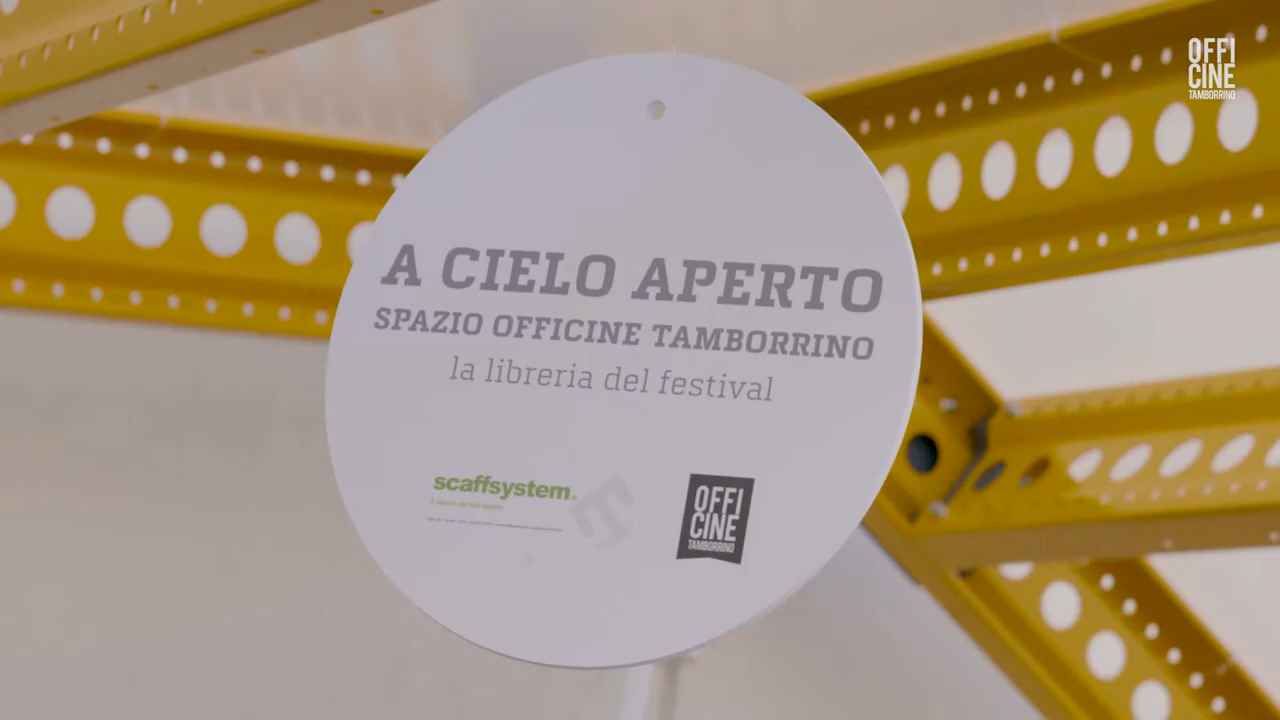 OFFI
CINE
TAMBORRINO
A CIELO APERTO
SPAZIO OFFICINE TAMBORRINO
la libreria del festival
scaffsystem
OFFI
CINE
TAMBORRINO